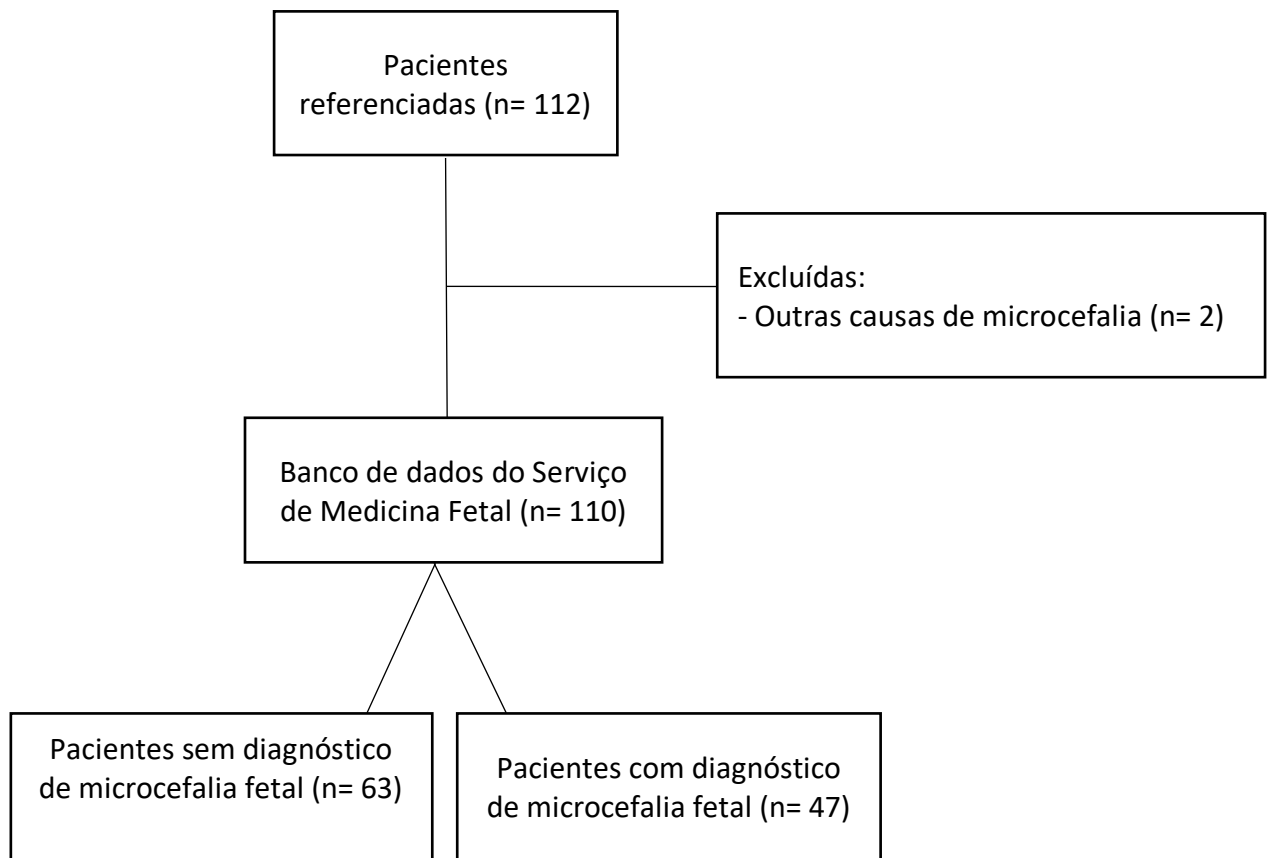 Pacientes
referenciadas (n= 112)
Excluídas:
- Outras causas de microcefalia (n= 2)
Banco de dados do Serviço
de Medicina Fetal (n= 110)
Pacientes sem diagnóstico
de microcefalia fetal (n= 63)
Pacientes com diagnóstico
de microcefalia fetal (n= 47)